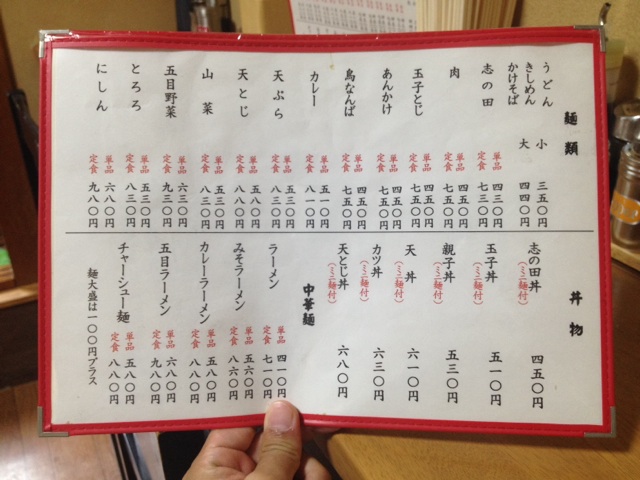 麺類
うどん
きしめん
かけそば
小 三五〇円
大 四四〇円
志の田
単品 四三〇円
定食 七三〇円
肉
単品 四五〇円
定食 七五〇円
玉子とじ
単品 四五〇円
定食 七五〇円
あんかけ
単品 四五〇円
定食 七五〇円
鳥なんば
単品 四五〇円
定食 七五〇円
カレー
単品 五一〇円
定食 八一〇円
天ぷら
単品 五三〇円
定食 八三〇円
天とじ
単品 五八〇円
定食 八八〇円
山菜
単品 五三〇円
定食 八三〇円
五目野菜
単品 六三〇円
定食 九三〇円
とろろ
単品 五三〇円
定食 八三〇円
にしん
単品 六八〇円
定食 九八〇円
丼物
志の田丼
(ミニ麺付)
四五〇円
玉子丼
(ミニ麺付)
五一〇円
親子丼
(ミニ麺付)
五三〇円
天丼
(ミニ麺付)
六一〇円
カツ丼
(ミニ麺付)
六三〇円
天とじ丼
(ミニ麺付)
六八〇円
中華麺
ラーメン
単品 四一〇円
定食 七一〇円
みそラーメン
単品 五六〇円
定食 八六〇円
カレーラーメン
単品 五八〇円
定食 八八〇円
五目ラーメン
単品 六八〇円
定食 九八〇円
チャーシュー麺
単品 五八〇円
定食 八八〇円
麺大盛は一〇〇円プラス